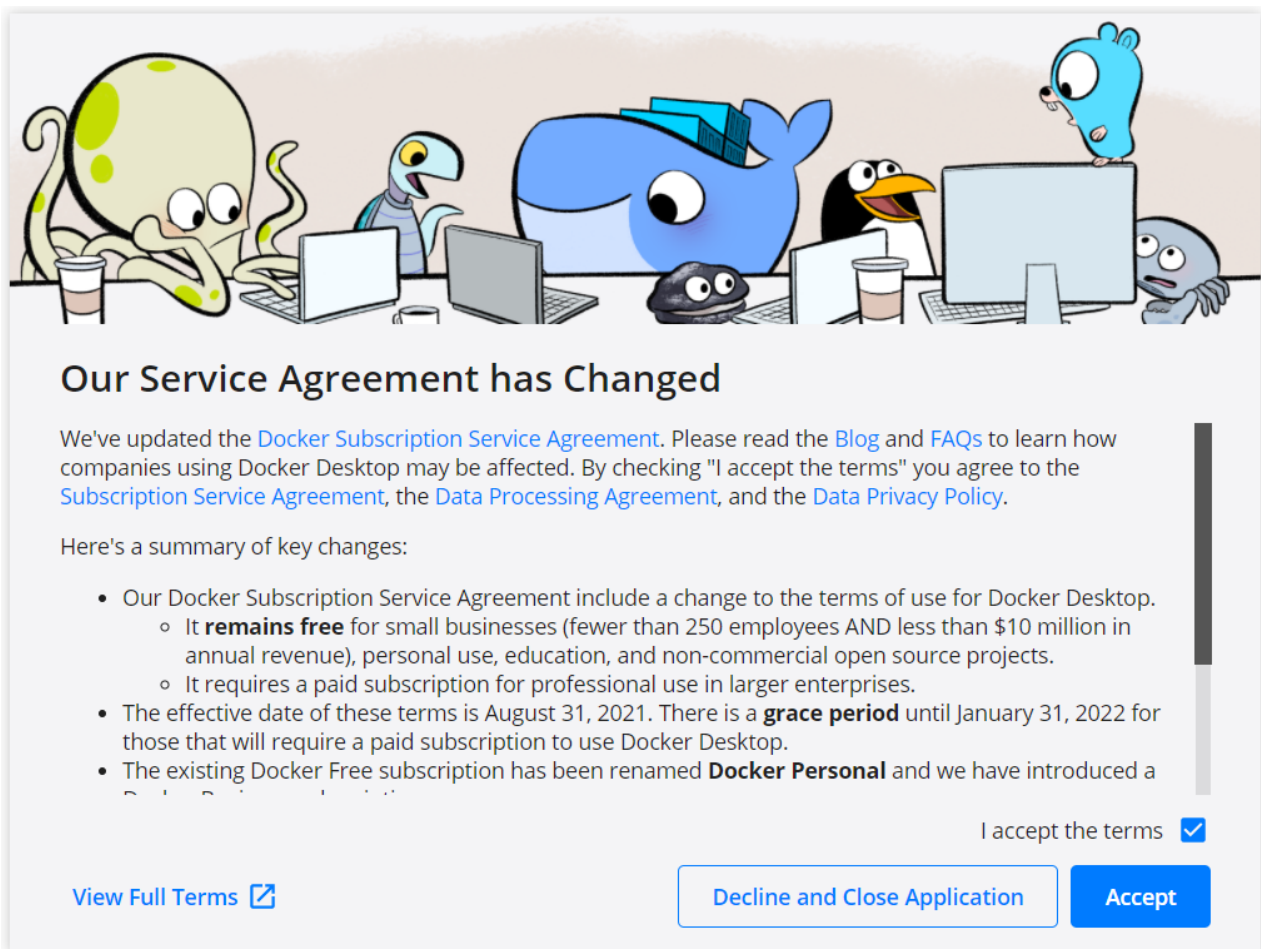 Our Service Agreement has Changed
We've updated the Docker Subscription Service Agreement. Please read the Blog and FAQs to learn how
companies using Docker Desktop may be affected. By checking "I accept the terms" you agree to the
Subscription Service Agreement, the Data Processing Agreement, and the Data Privacy Policy.
Here's a summary of key changes:
• Our Docker Subscription Service Agreement include a change to the terms of use for Docker Desktop.
◦ It remains free for small businesses (fewer than 250 employees AND less than $10 million in
annual revenue), personal use, education, and non-commercial open source projects.
◦ It requires a paid subscription for professional use in larger enterprises.
• The effective date of these terms is August 31, 2021. There is a grace period until January 31, 2022 for
those that will require a paid subscription to use Docker Desktop.
• The existing Docker Free subscription has been renamed Docker Personal and we have introduced a
I accept the terms
View Full Terms
Decline and Close Application
Accept